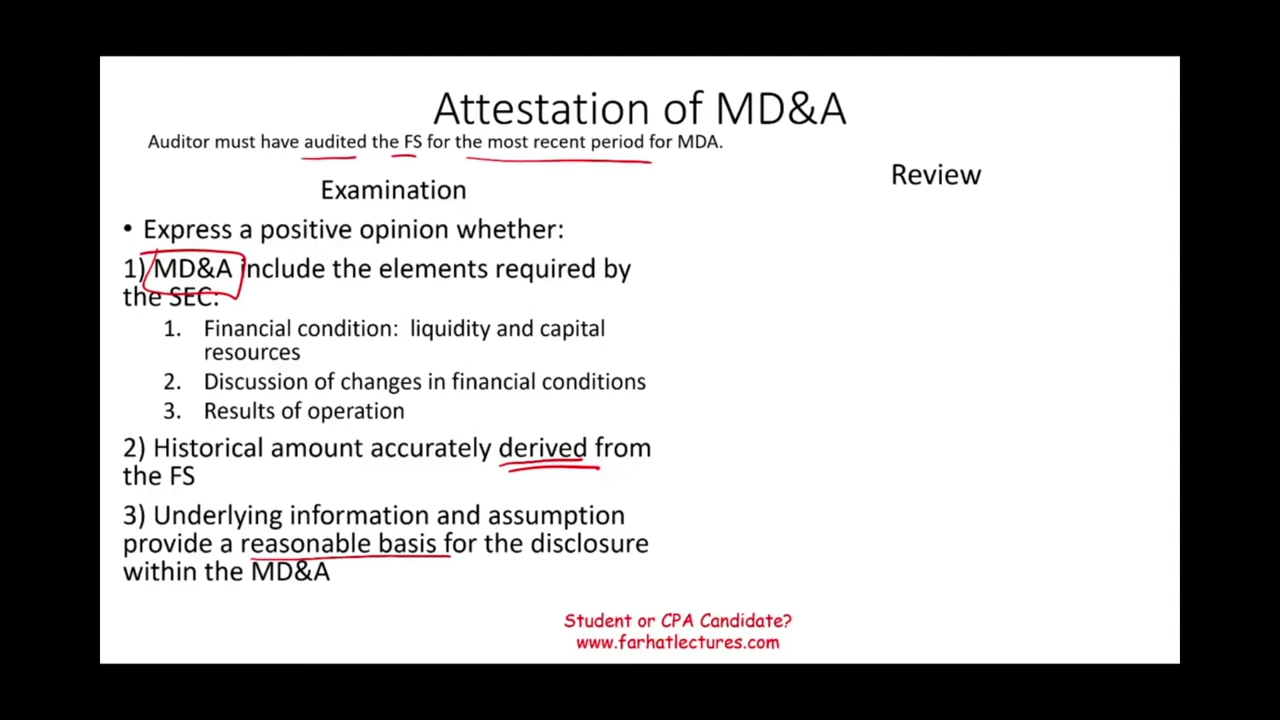 Attestation of MD&A
Auditor must have audited the FS for the most recent period for MDA.
Examination
• Express a positive opinion whether:
1) MD&A include the elements required by
the SEC:
1. Financial condition: liquidity and capital
resources
2. Discussion of changes in financial conditions
3. Results of operation
2) Historical amount accurately derived from
the FS
3) Underlying information and assumption
provide a reasonable basis for the disclosure
within the MD&A
Review
Student or CPA Candidate?
www.farhatlectures.com